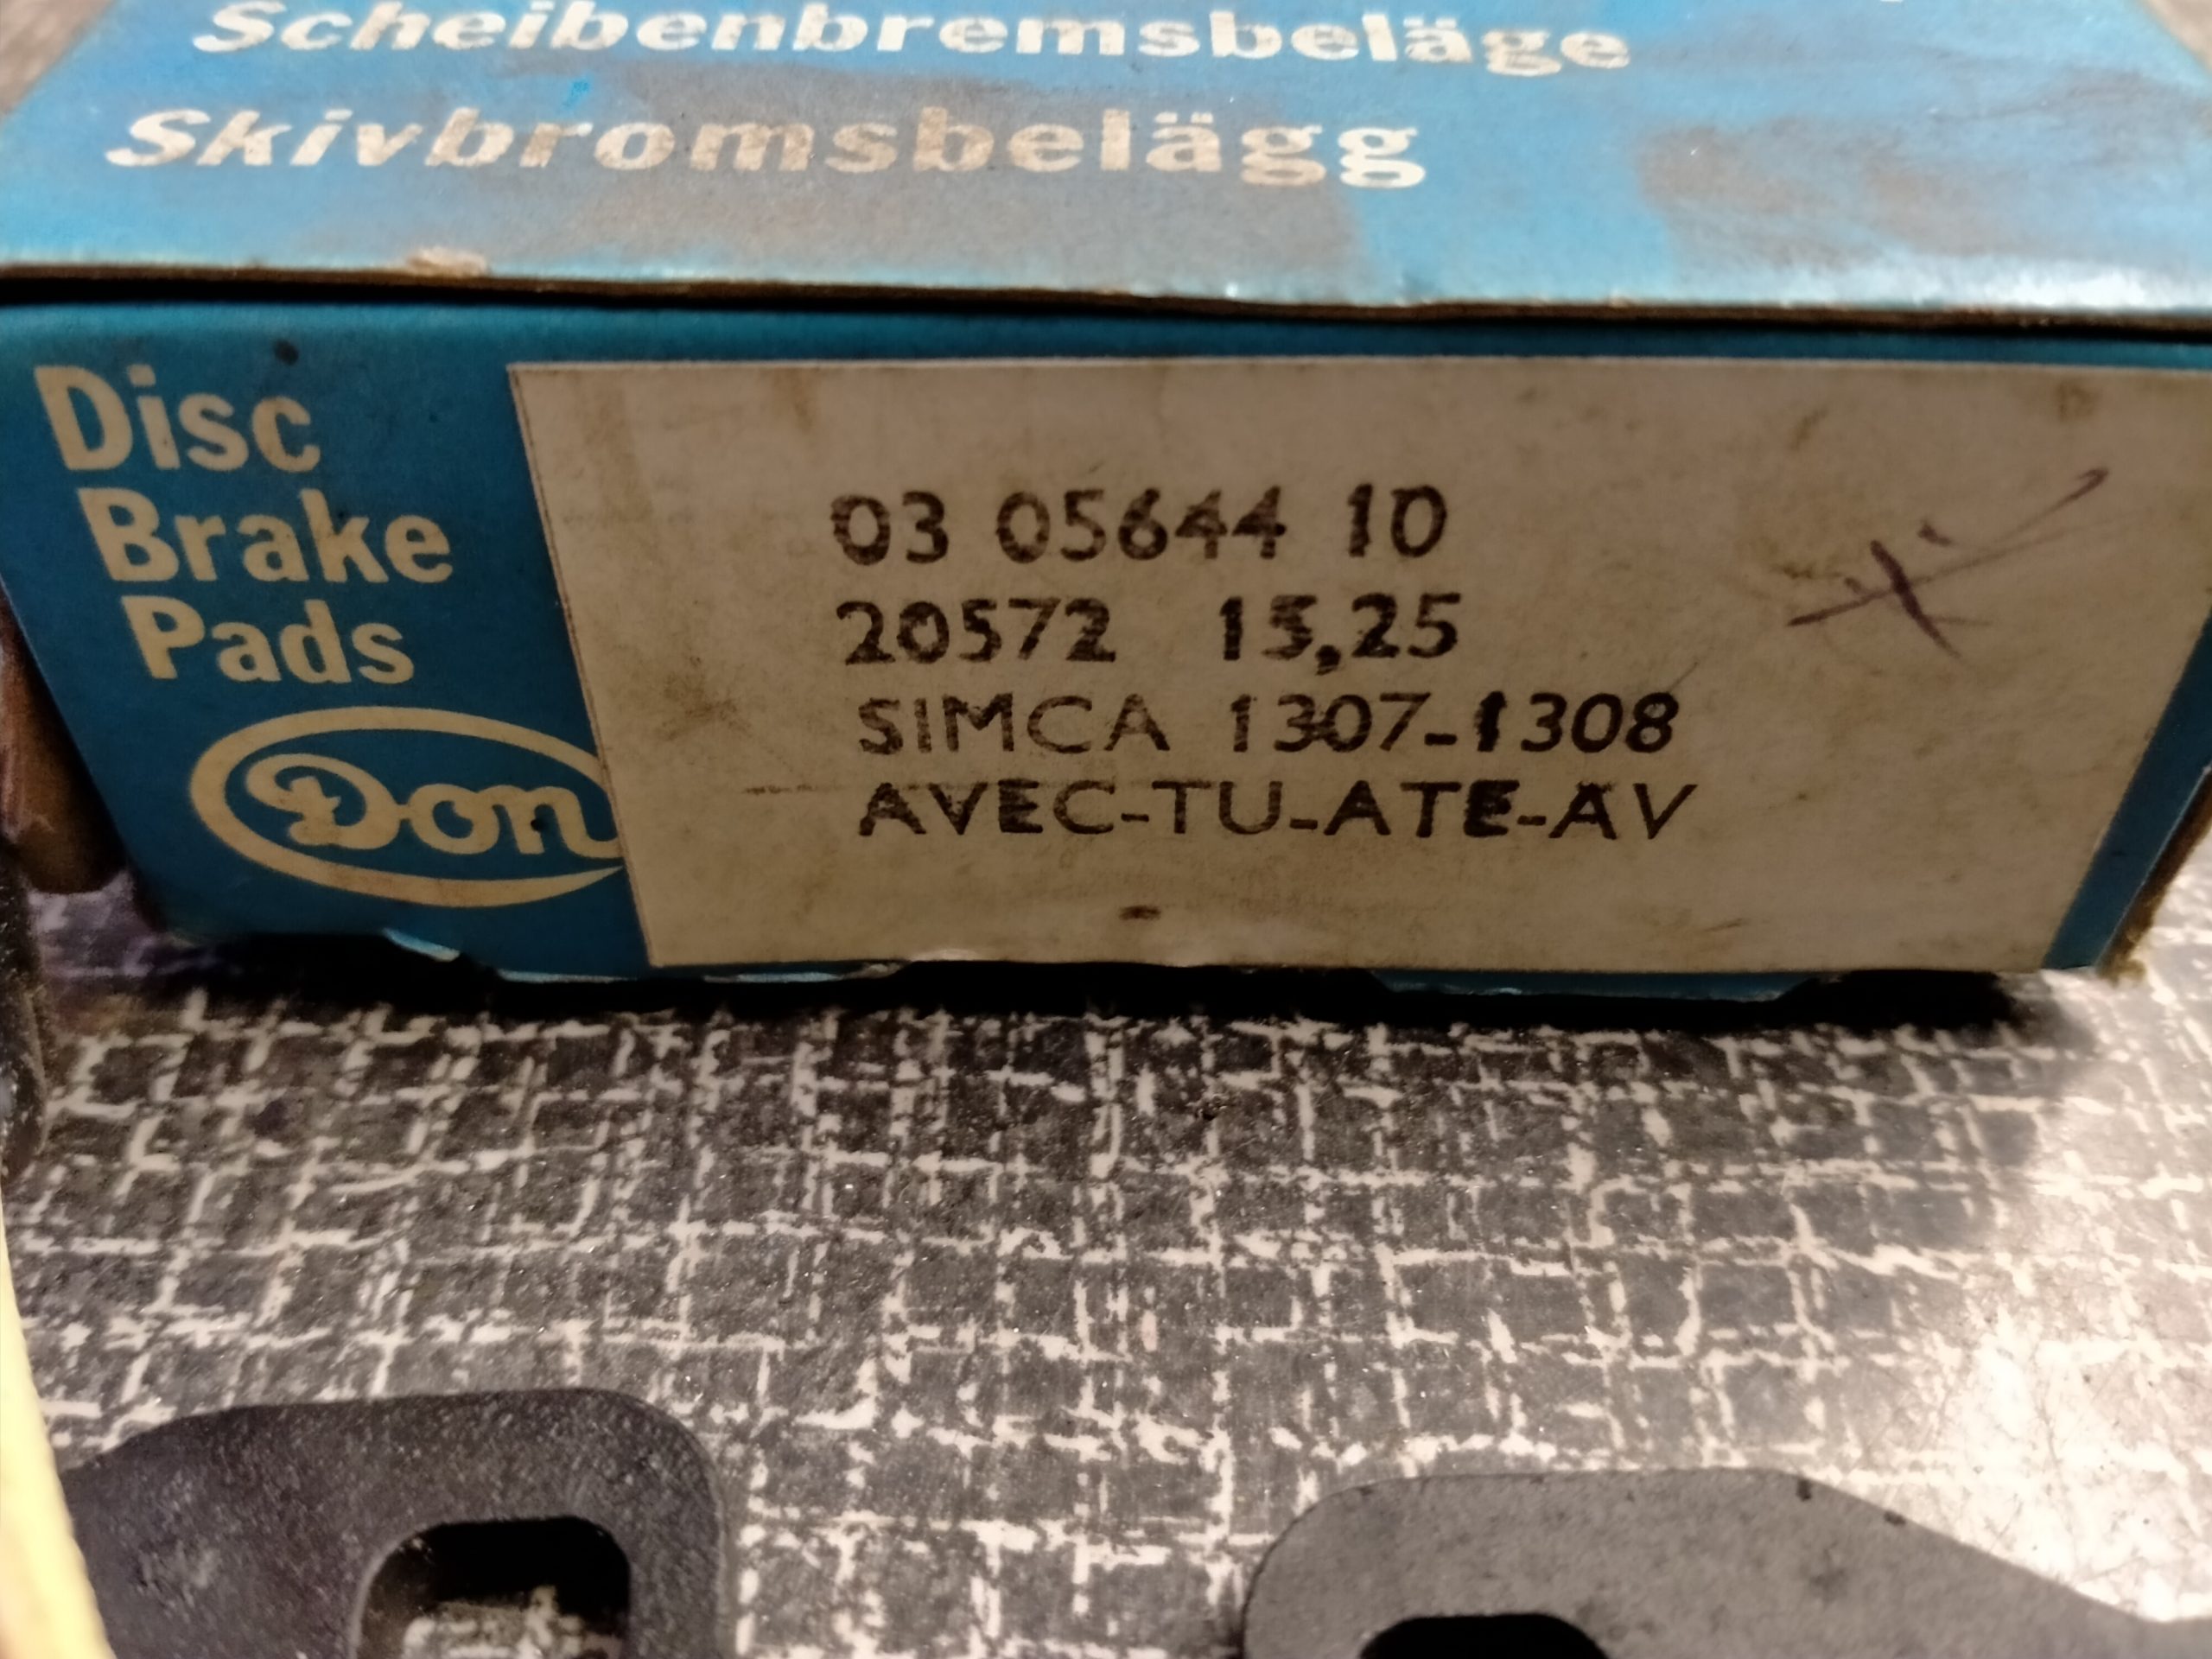 Scheibenbremsbeläge
Skivbromsbelägg
Disc
Brake
Pads
Don
03 05644 10
20572 15,25
SIMCA 1307-1308
AVEC-TU-ATE-AV